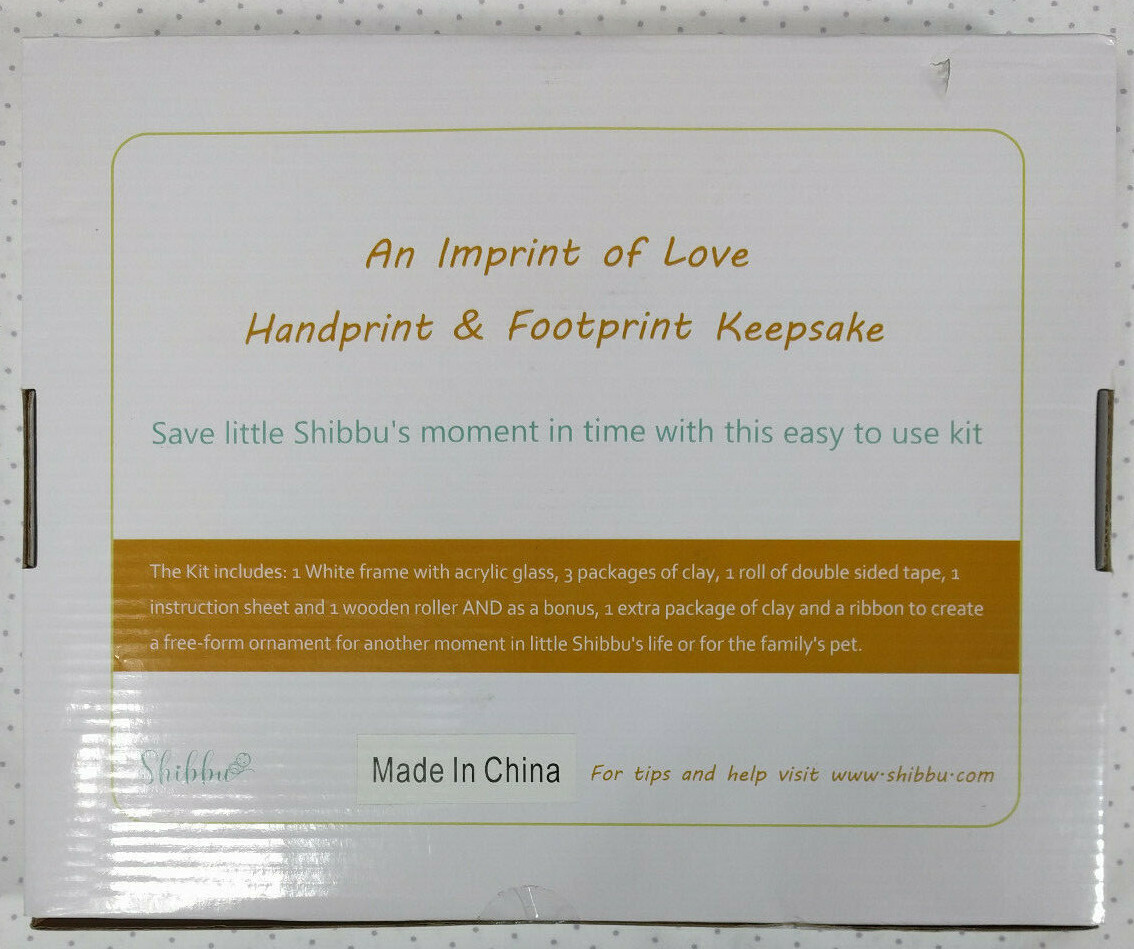 An Imprint of Love
Handprint & Footprint Keepsake
Save little Shibbu's moment in time with this easy to use kit
The Kit includes: 1 White frame with acrylic glass, 3 packages of clay, 1 roll of double sided tape, 1
instruction sheet and 1 wooden roller AND as a bonus, 1 extra package of clay and a ribbon to create
a free-form ornament for another moment in little Shibbu's life or for the family's pet.
Shibbu
Made In China
For tips and help visit www.shibbu.com